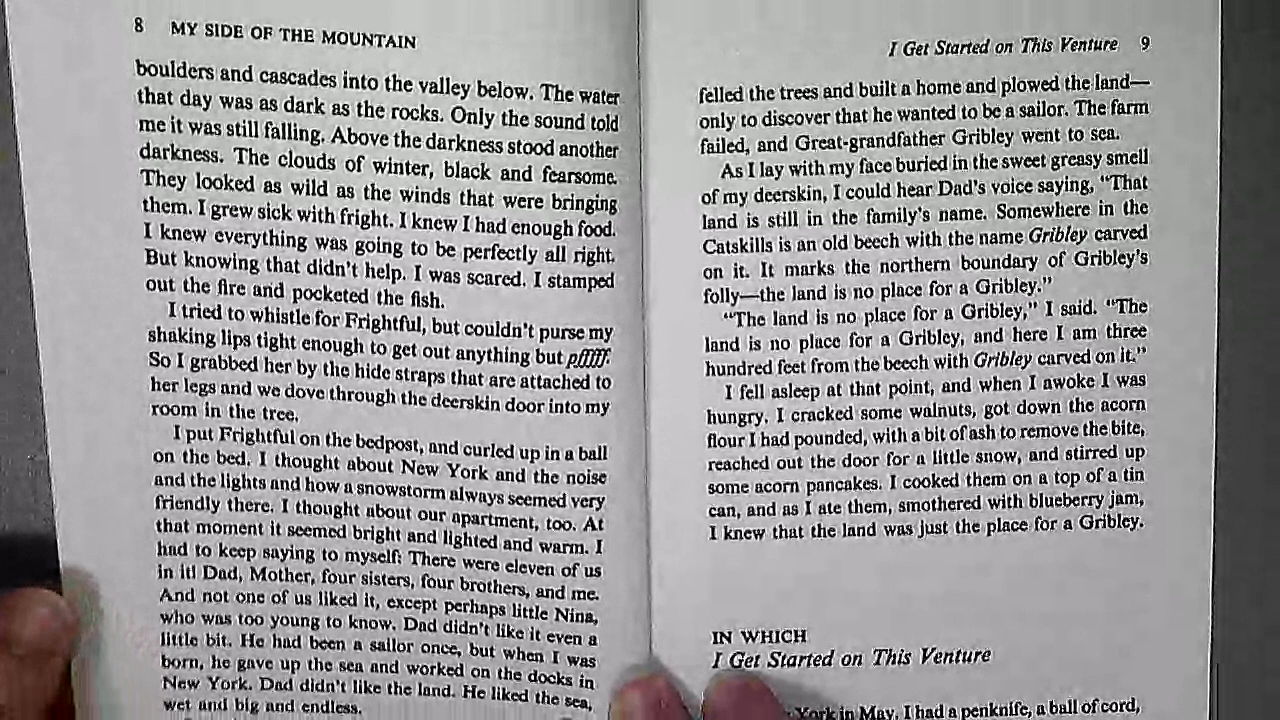 8 MY SIDE OF THE MOUNTAIN
boulders and cascades into the valley below. The water
that day was as dark as the rocks. Only the sound told
me it was still falling. Above the darkness stood another
darkness. The clouds of winter, black and fearsome.
They looked as wild as the winds that were bringing
them. I grew sick with fright. I knew I had enough food.
I knew everything was going to be perfectly all right.
But knowing that didn't help. I was scared. I stamped
out the fire and pocketed the fish.
I tried to whistle for Frightful, but couldn't purse my
shaking lips tight enough to get out anything but pfffff.
So I grabbed her by the hide straps that are attached to
her legs and we dove through the deerskin door into my
room in the tree.
I put Frightful on the bedpost, and curled up in a ball
on the bed. I thought about New York and the noise
and the lights and how a snowstorm always seemed very
friendly there. I thought about our apartment, too. At
that moment it seemed bright and lighted and warm. I
had to keep saying to myself: There were eleven of us
in it! Dad, Mother, four sisters, four brothers, and me.
And not one of us liked it, except perhaps little Nina,
who was too young to know. Dad didn't like it even a
little bit. He had been a sailor once, but when I was
born, he gave up the sea and worked on the docks in
New York. Dad didn't like the land. He liked the sea,
wet and big and endless.
I Get Started on This Venture 9
felled the trees and built a home and plowed the land—
only to discover that he wanted to be a sailor. The farm
failed, and Great-grandfather Gribley went to sea.
As I lay with my face buried in the sweet greasy smell
of my deerskin, I could hear Dad's voice saying, "That
land is still in the family's name. Somewhere in the
Catskills is an old beech with the name Gribley carved
on it. It marks the northern boundary of Gribley's
folly—the land is no place for a Gribley."
"The land is no place for a Gribley," I said. "The
land is no place for a Gribley, and here I am three
hundred feet from the beech with Gribley carved on it."
I fell asleep at that point, and when I awoke I was
hungry. I cracked some walnuts, got down the acorn
flour I had pounded, with a bit of ash to remove the bite,
reached out the door for a little snow, and stirred up
some acorn pancakes. I cooked them on a top of a tin
can, and as I ate them, smothered with blueberry jam,
I knew that the land was just the place for a Gribley.
IN WHICH
I Get Started on This Venture
York in May. I had a penknife, a ball of cord,